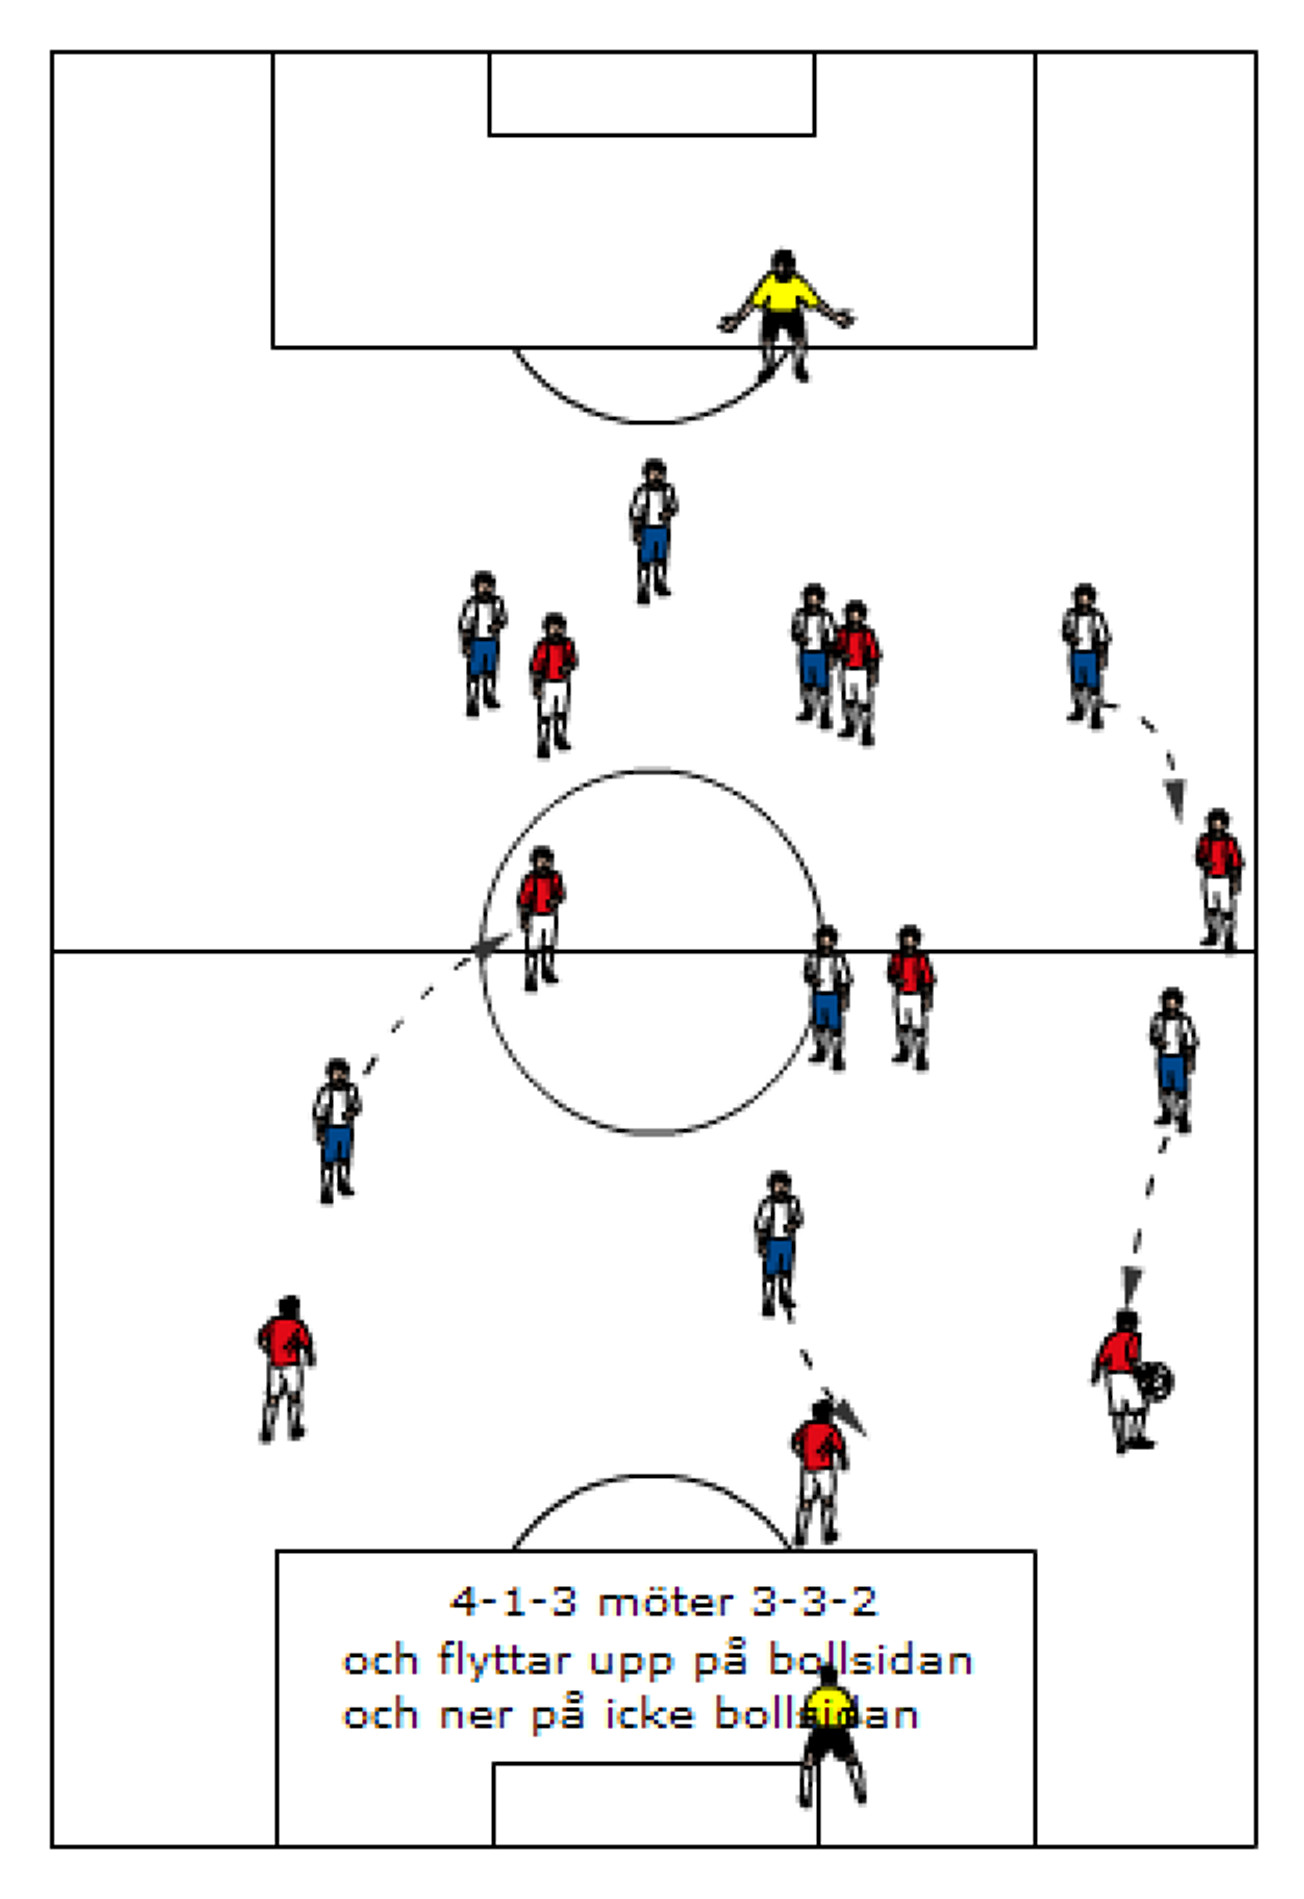 4-1-3 möter 3-3-2
och flyttar upp på bollsidan
och ner på icke bollsidan